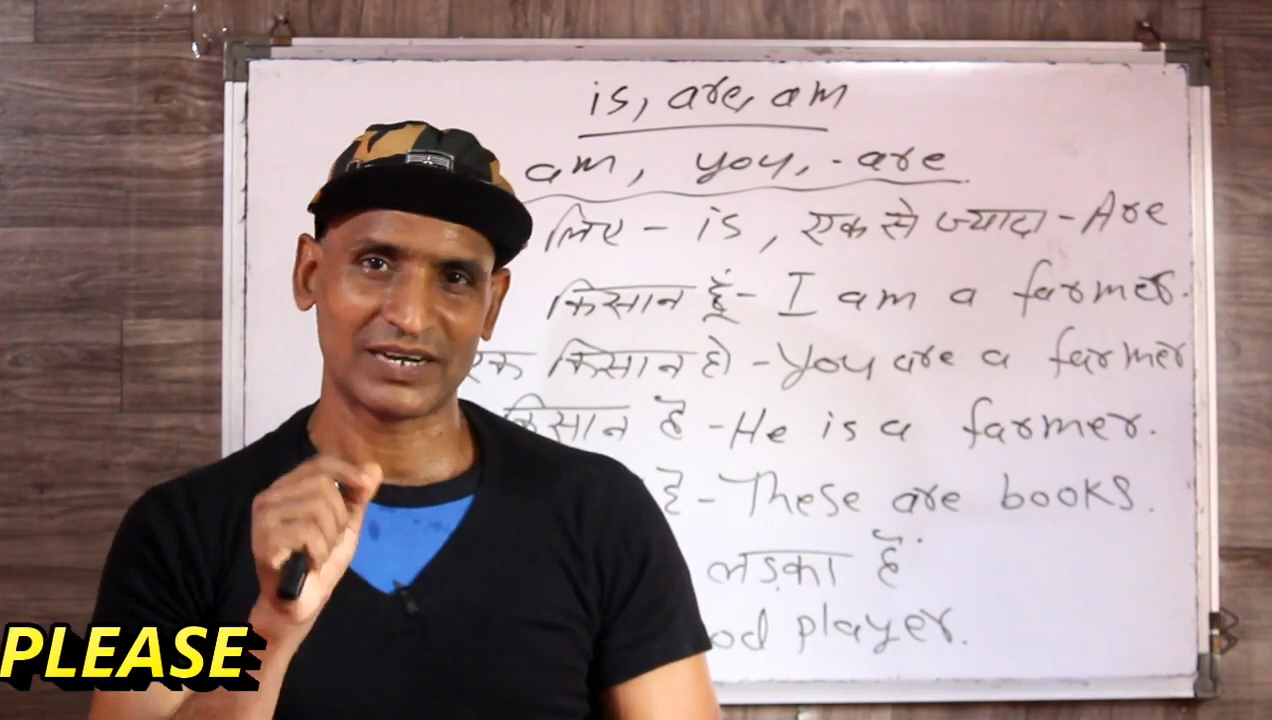 is, are, am
am, you, - are
लिए - is, एक से ज्यादा - Are
किसान हूँ - I am a farmer.
एक किसान हो - You are a farmer
किसान है - He is a farmer.
है - These are books.
लड़का है
od player.
PLEASE